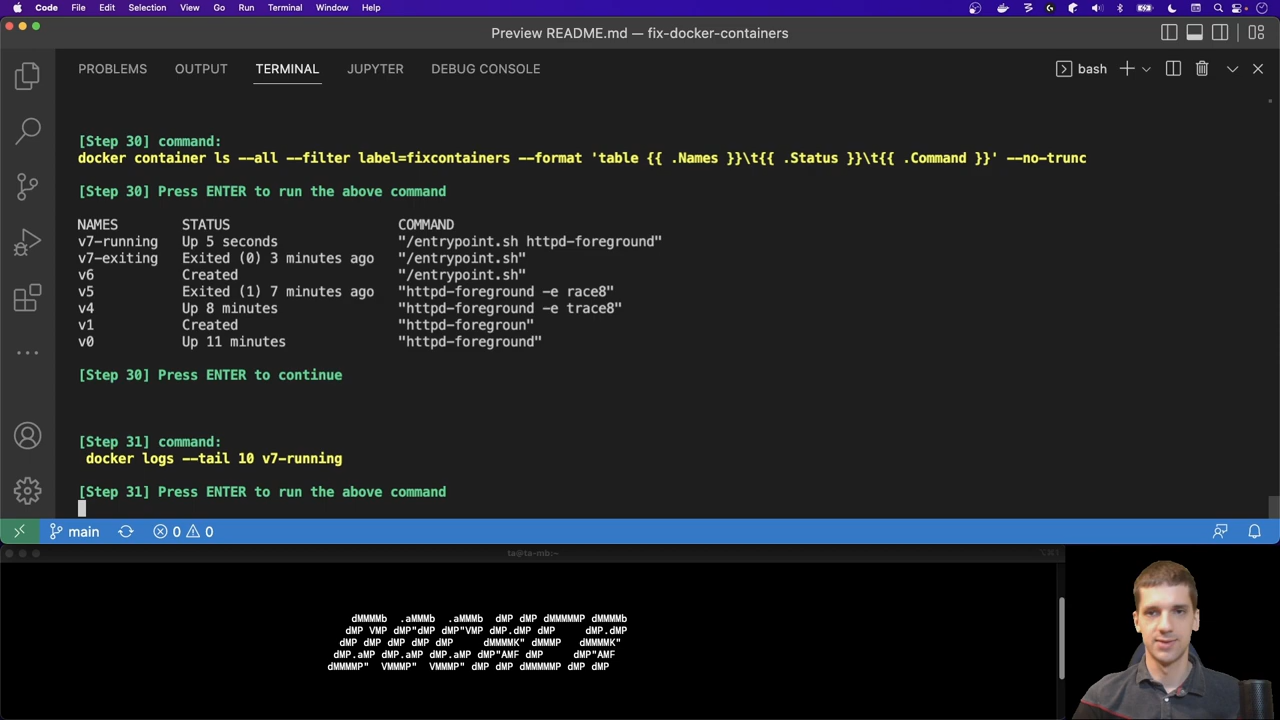 Code File Edit Selection View Go Run Terminal Window Help
Preview README.md — fix-docker-containers
PROBLEMS OUTPUT TERMINAL JUPYTER DEBUG CONSOLE bash
[Step 30] command:
docker container ls --all --filter label=fixcontainers --format 'table {{ .Names }}\t{{ .Status }}\t{{ .Command }}' --no-trunc
[Step 30] Press ENTER to run the above command
NAMES STATUS COMMAND
v7-running Up 5 seconds "/entrypoint.sh httpd-foreground"
v7-exiting Exited (0) 3 minutes ago "/entrypoint.sh"
v6 Created "/entrypoint.sh"
v5 Exited (1) 7 minutes ago "httpd-foreground -e race8"
v4 Up 8 minutes "httpd-foreground -e trace8"
v1 Created "httpd-foregroun"
v0 Up 11 minutes "httpd-foreground"
[Step 30] Press ENTER to continue
[Step 31] command:
docker logs --tail 10 v7-running
[Step 31] Press ENTER to run the above command
main 0 0
ta@ta-mb:~
DOCKER